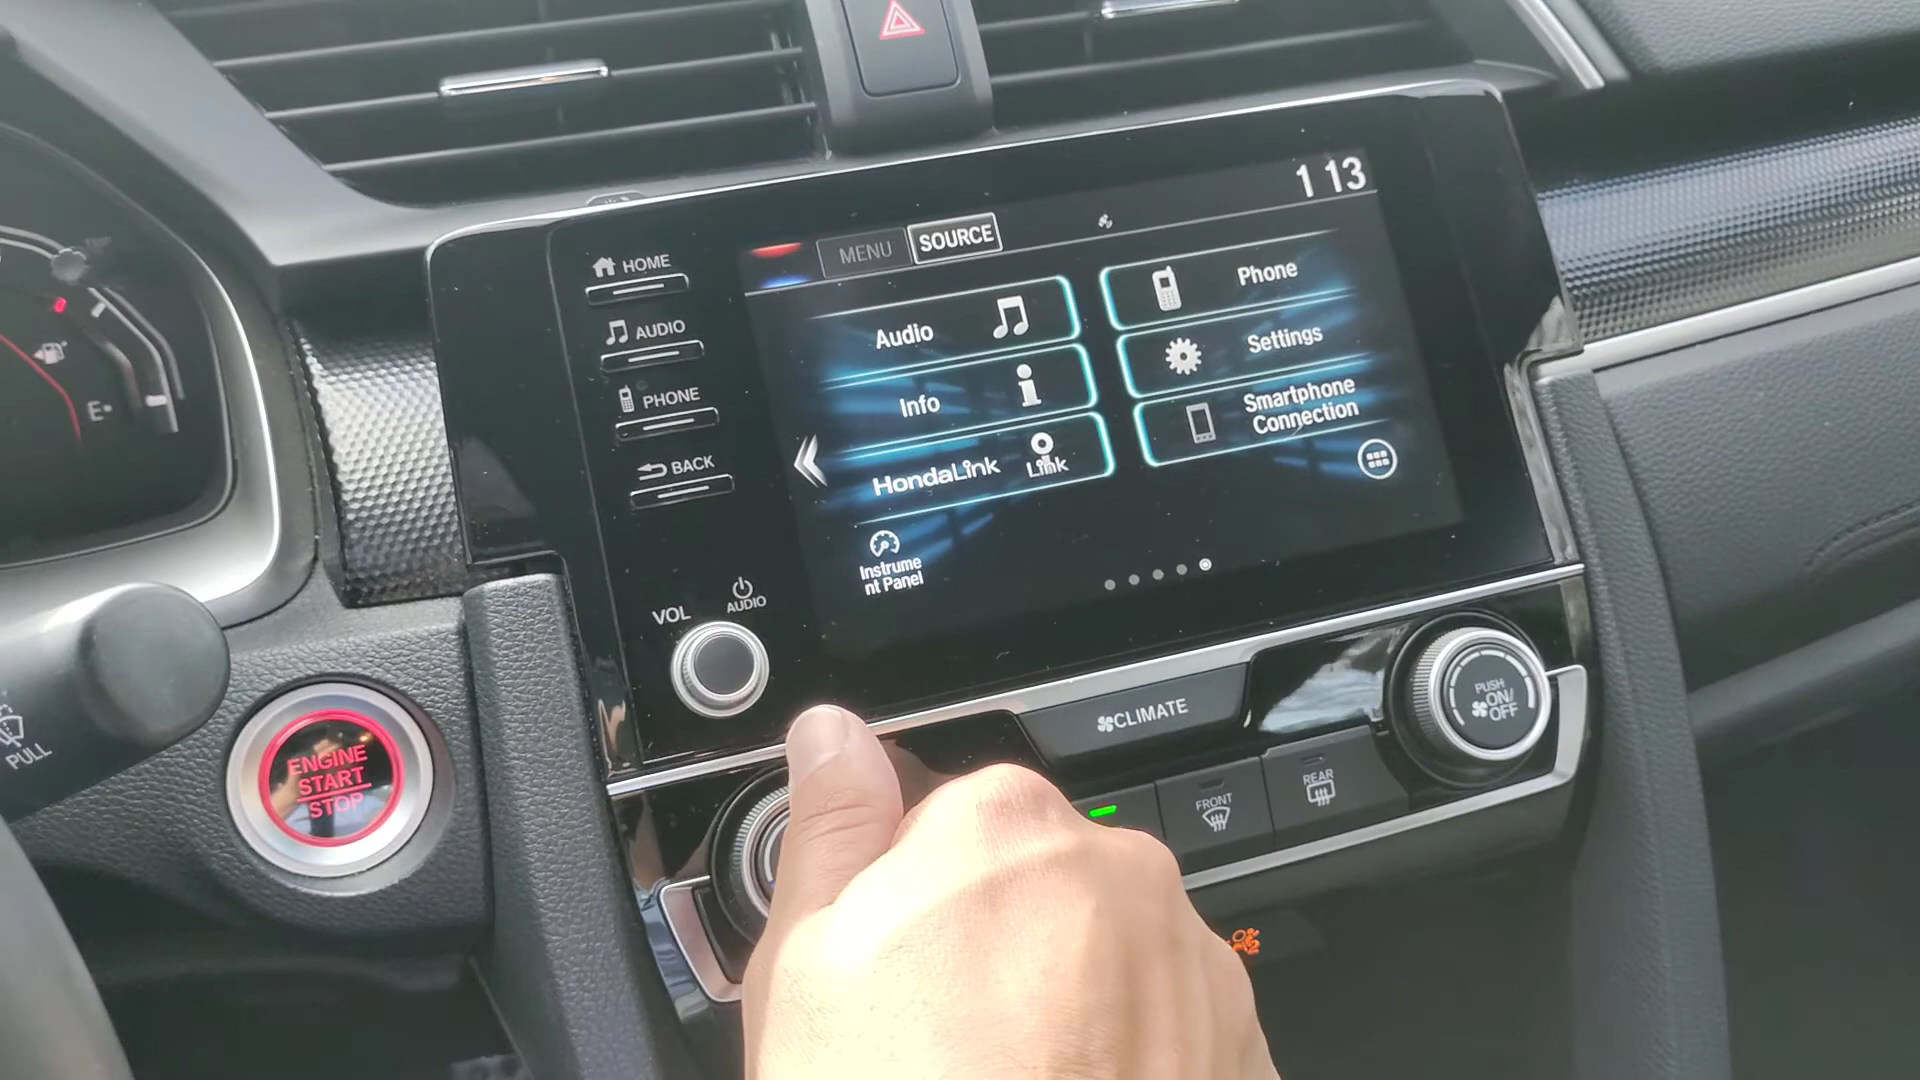 1 13
MENU
SOURCE
HOME
AUDIO
PHONE
BACK
Audio
Info
HondaLink
Link
Instrume
nt Panel
Phone
Settings
Smartphone
Connection
VOL
AUDIO
CLIMATE
PUSH
ON/
OFF
FRONT
REAR
ENGINE
START
STOP
PULL
E